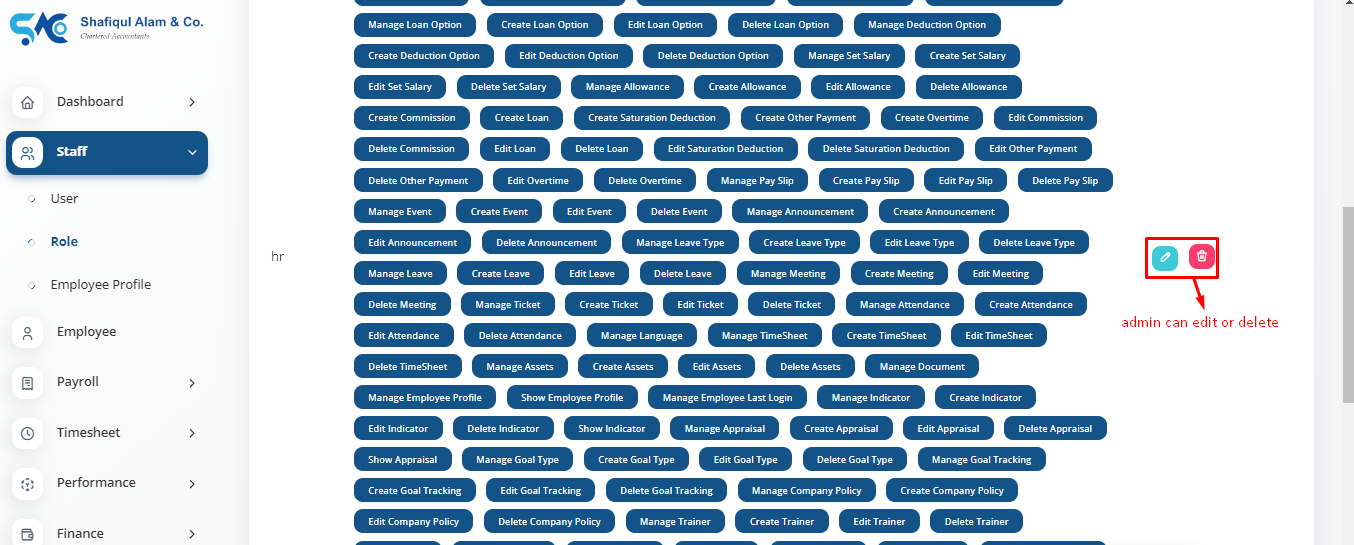 Shafiqul Alam & Co.
Chartered Accountants
Dashboard
Staff
User
Role
Employee Profile
Employee
Payroll
Timesheet
Performance
Finance
hr
Manage Loan Option Create Loan Option Edit Loan Option Delete Loan Option Manage Deduction Option
Create Deduction Option Edit Deduction Option Delete Deduction Option Manage Set Salary Create Set Salary
Edit Set Salary Delete Set Salary Manage Allowance Create Allowance Edit Allowance Delete Allowance
Create Commission Create Loan Create Saturation Deduction Create Other Payment Create Overtime Edit Commission
Delete Commission Edit Loan Delete Loan Edit Saturation Deduction Delete Saturation Deduction Edit Other Payment
Delete Other Payment Edit Overtime Delete Overtime Manage Pay Slip Create Pay Slip Edit Pay Slip Delete Pay Slip
Manage Event Create Event Edit Event Delete Event Manage Announcement Create Announcement
Edit Announcement Delete Announcement Manage Leave Type Create Leave Type Edit Leave Type Delete Leave Type
Manage Leave Create Leave Edit Leave Delete Leave Manage Meeting Create Meeting Edit Meeting
Delete Meeting Manage Ticket Create Ticket Edit Ticket Delete Ticket Manage Attendance Create Attendance
Edit Attendance Delete Attendance Manage Language Manage TimeSheet Create TimeSheet Edit TimeSheet
Delete TimeSheet Manage Assets Create Assets Edit Assets Delete Assets Manage Document
Manage Employee Profile Show Employee Profile Manage Employee Last Login Manage Indicator Create Indicator
Edit Indicator Delete Indicator Show Indicator Manage Appraisal Create Appraisal Edit Appraisal Delete Appraisal
Show Appraisal Manage Goal Type Create Goal Type Edit Goal Type Delete Goal Type Manage Goal Tracking
Create Goal Tracking Edit Goal Tracking Delete Goal Tracking Manage Company Policy Create Company Policy
Edit Company Policy Delete Company Policy Manage Trainer Create Trainer Edit Trainer Delete Trainer
admin can edit or delete